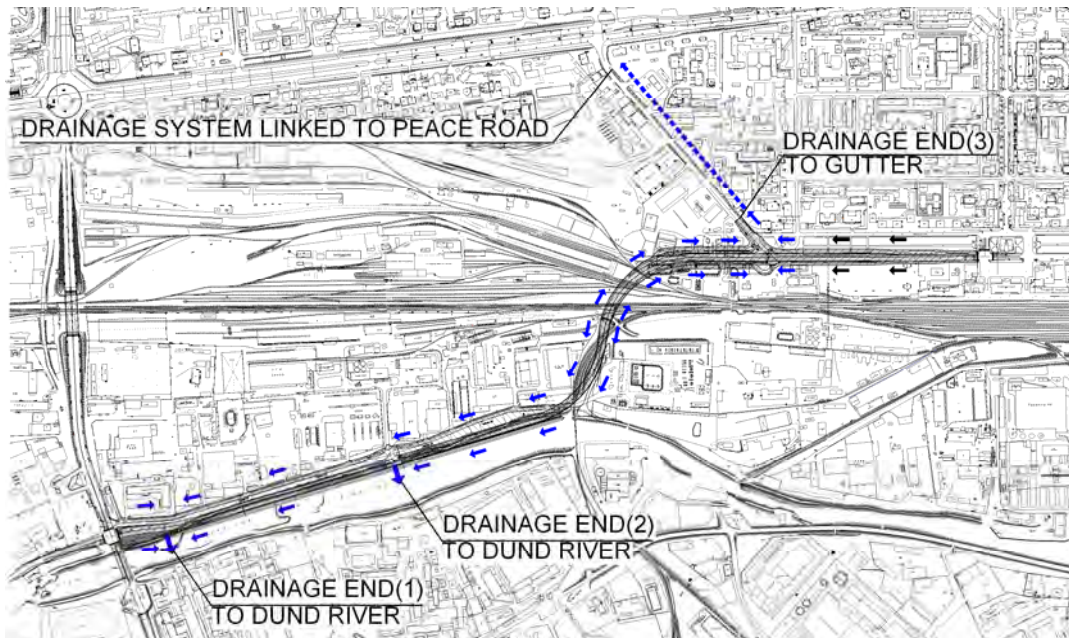 DRAINAGE SYSTEM LINKED TO PEACE ROAD
DRAINAGE END(3)
TO GUTTER
DRAINAGE END(2)
TO DUND RIVER
DRAINAGE END(1)
TO DUND RIVER